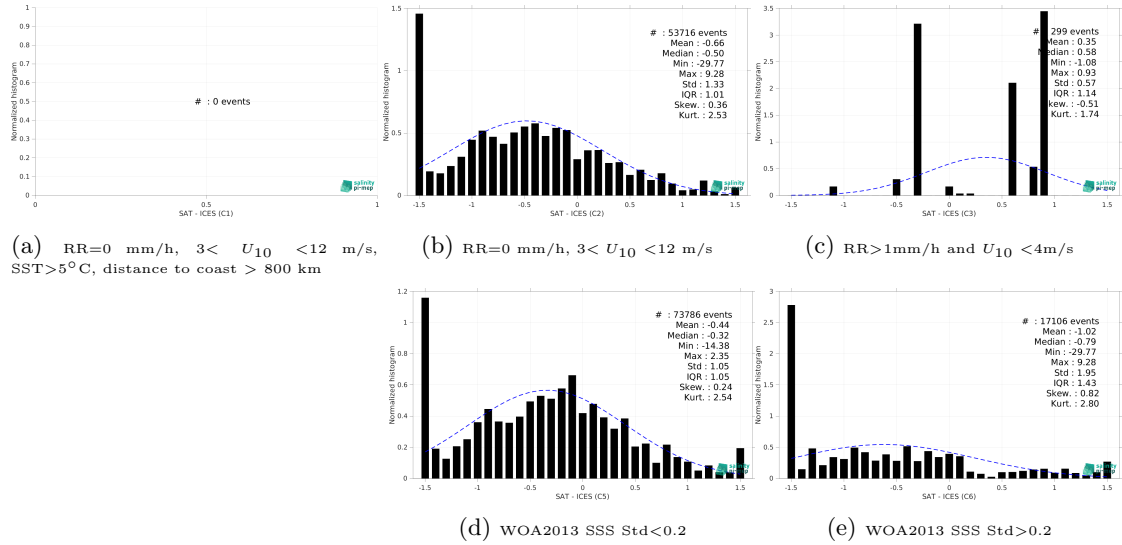 1
0.9
0.8
0.7
0.6
0.5
0.4
0.3
0.2
0.1
0
Normalized histogram
# : 0 events
0 0.5 1
SAT - ICES (C1)
salinity
(a) RR=0 mm/h, 3< U10 <12 m/s,
SST>5°C, distance to coast > 800 km
1.5
1
0.5
0
Normalized histogram
# : 53716 events
Mean : -0.66
Median : -0.50
Min : -29.77
Max : 9.28
Std : 1.33
IQR : 1.01
Skew. : 0.36
Kurt. : 2.53
-1.5 -1 -0.5 0 0.5 1 1.5
SAT - ICES (C2)
salinity
(b) RR=0 mm/h, 3< U10 <12 m/s
3.5
3
2.5
2
1.5
1
0.5
0
Normalized histogram
# : 299 events
Mean : 0.35
Median : 0.58
Min : -1.08
Max : 0.93
Std : 0.57
IQR : 1.14
kew. : -0.51
Kurt. : 1.74
-1.5 -1 -0.5 0 0.5 1 1.5
SAT - ICES (C3)
salinity
(c) RR>1mm/h and U10 <4m/s
1.2
1
0.8
0.6
0.4
0.2
0
Normalized histogram
# : 73786 events
Mean : -0.44
Median : -0.32
Min : -14.38
Max : 2.35
Std : 1.05
IQR : 1.05
Skew. : 0.24
Kurt. : 2.54
-1.5 -1 -0.5 0 0.5 1 1.5
SAT - ICES (C5)
salinity
(d) WOA2013 SSS Std<0.2
3
2.5
2
1.5
1
0.5
0
Normalized histogram
# : 17106 events
Mean : -1.02
Median : -0.79
Min : -29.77
Max : 9.28
Std : 1.95
IQR : 1.43
Skew. : 0.82
Kurt. : 2.80
-1.5 -1 -0.5 0 0.5 1 1.5
SAT - ICES (C6)
salinity
(e) WOA2013 SSS Std>0.2